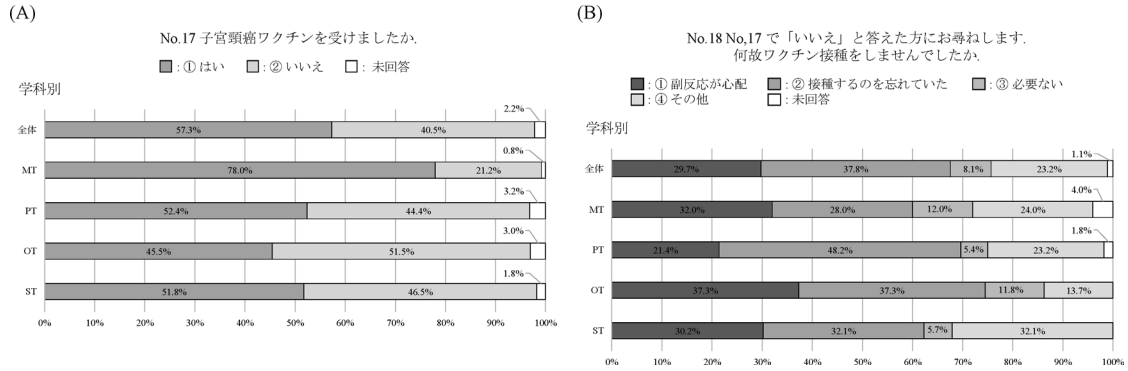 (A)
No.17 子宮頸癌ワクチンを受けましたか.
: ① はい : ② いいえ : 未回答
学科別
全体 57.3% 40.5% 2.2%
MT 78.0% 21.2% 0.8%
PT 52.4% 44.4% 3.2%
OT 45.5% 51.5% 3.0%
ST 51.8% 46.5% 1.8%
0% 10% 20% 30% 40% 50% 60% 70% 80% 90% 100%
(B)
No.18 No,17 で「いいえ」と答えた方にお尋ねします.
何故ワクチン接種をしませんでしたか.
: ① 副反応が心配 : ② 接種するのを忘れていた : ③ 必要ない
: ④ その他 : 未回答
学科別
全体 29.7% 37.8% 8.1% 23.2% 1.1%
MT 32.0% 28.0% 12.0% 24.0% 4.0%
PT 21.4% 48.2% 5.4% 23.2% 1.8%
OT 37.3% 37.3% 11.8% 13.7%
ST 30.2% 32.1% 5.7% 32.1%
0% 10% 20% 30% 40% 50% 60% 70% 80% 90% 100%